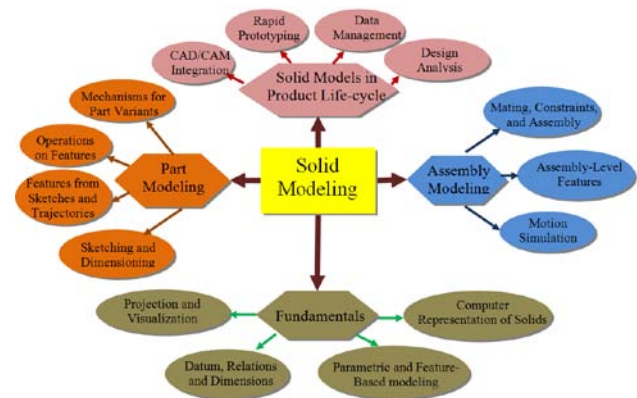 Rapid
Prototyping
Data
Management
CAD/CAM
Integration
Design
Analysis
Solid Models in
Product Life-cycle
Mechanisms for
Part Variants
Operations
on Features
Features from
Sketches and
Trajectories
Sketching and
Dimensioning
Part
Modeling
Solid
Modeling
Assembly
Modeling
Mating, Constraints,
and Assembly
Assembly-Level
Features
Motion
Simulation
Fundamentals
Projection and
Visualization
Computer
Representation of Solids
Datum, Relations
and Dimensions
Parametric and Feature-
Based modeling